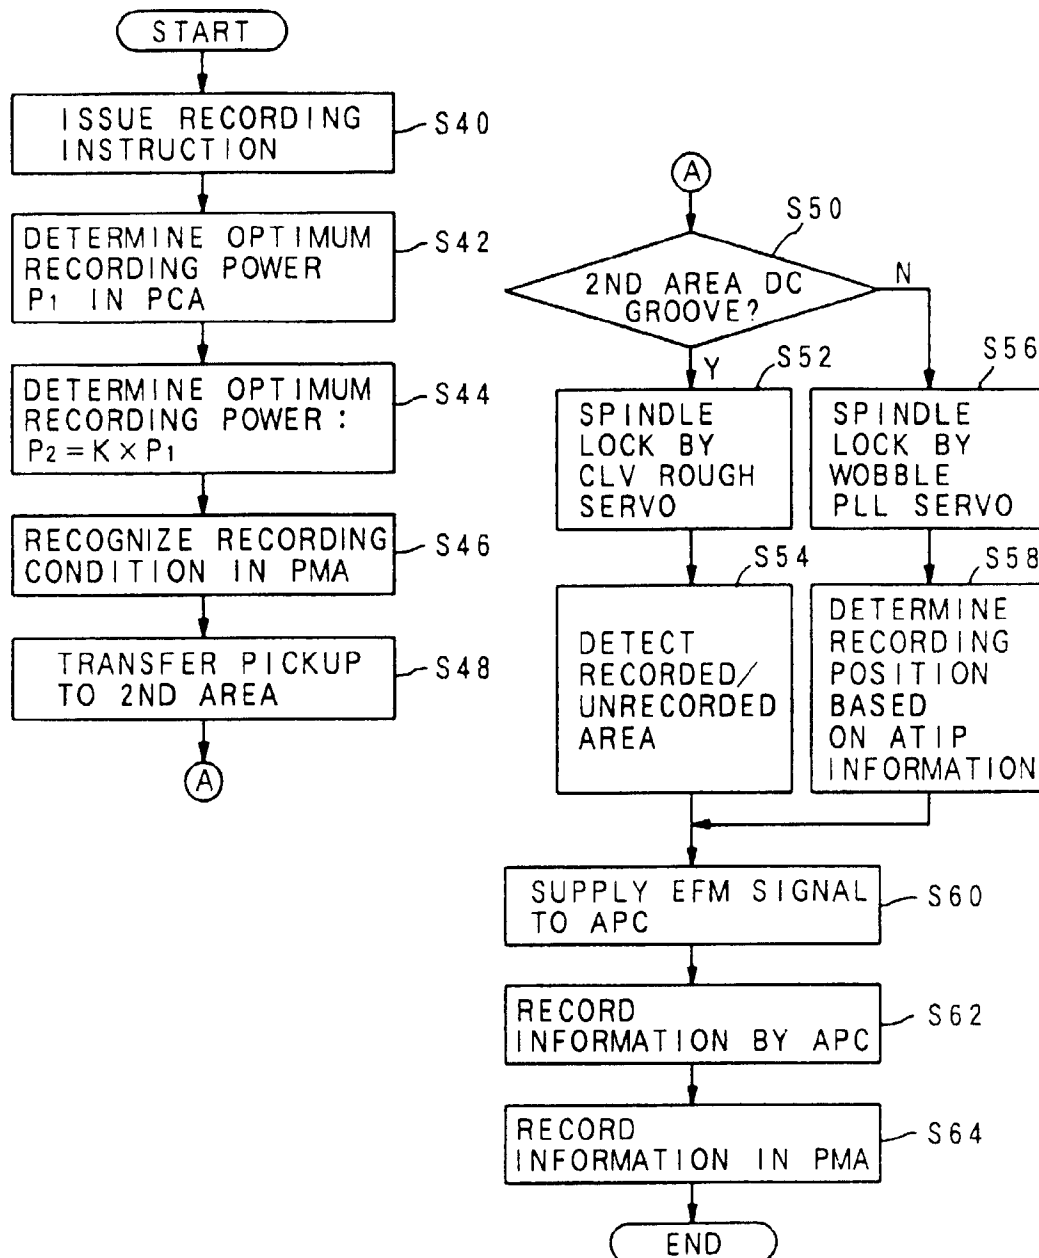 START
ISSUE RECORDING
INSTRUCTION
S40
DETERMINE OPTIMUM
RECORDING POWER
P1 IN PCA
S42
DETERMINE OPTIMUM
RECORDING POWER:
P2=K×P1
S44
RECOGNIZE RECORDING
CONDITION IN PMA
S46
TRANSFER PICKUP
TO 2ND AREA
S48
A
A
S50
2ND AREA DC
GROOVE?
N
Y
S52
SPINDLE
LOCK BY
CLV ROUGH
SERVO
S56
SPINDLE
LOCK BY
WOBBLE
PLL SERVO
S54
DETECT
RECORDED/
UNRECORDED
AREA
S58
DETERMINE
RECORDING
POSITION
BASED
ON ATIP
INFORMATION
SUPPLY EFM SIGNAL
TO APC
S60
RECORD
INFORMATION BY APC
S62
RECORD
INFORMATION IN PMA
S64
END